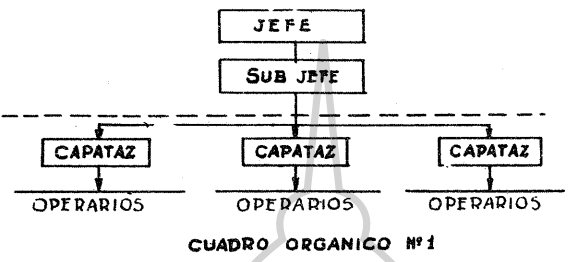 JEFE
SUB JEFE
CAPATAZ CAPATAZ CAPATAZ
OPERARIOS OPERARIOS OPERARIOS
CUADRO ORGANICO Nº1